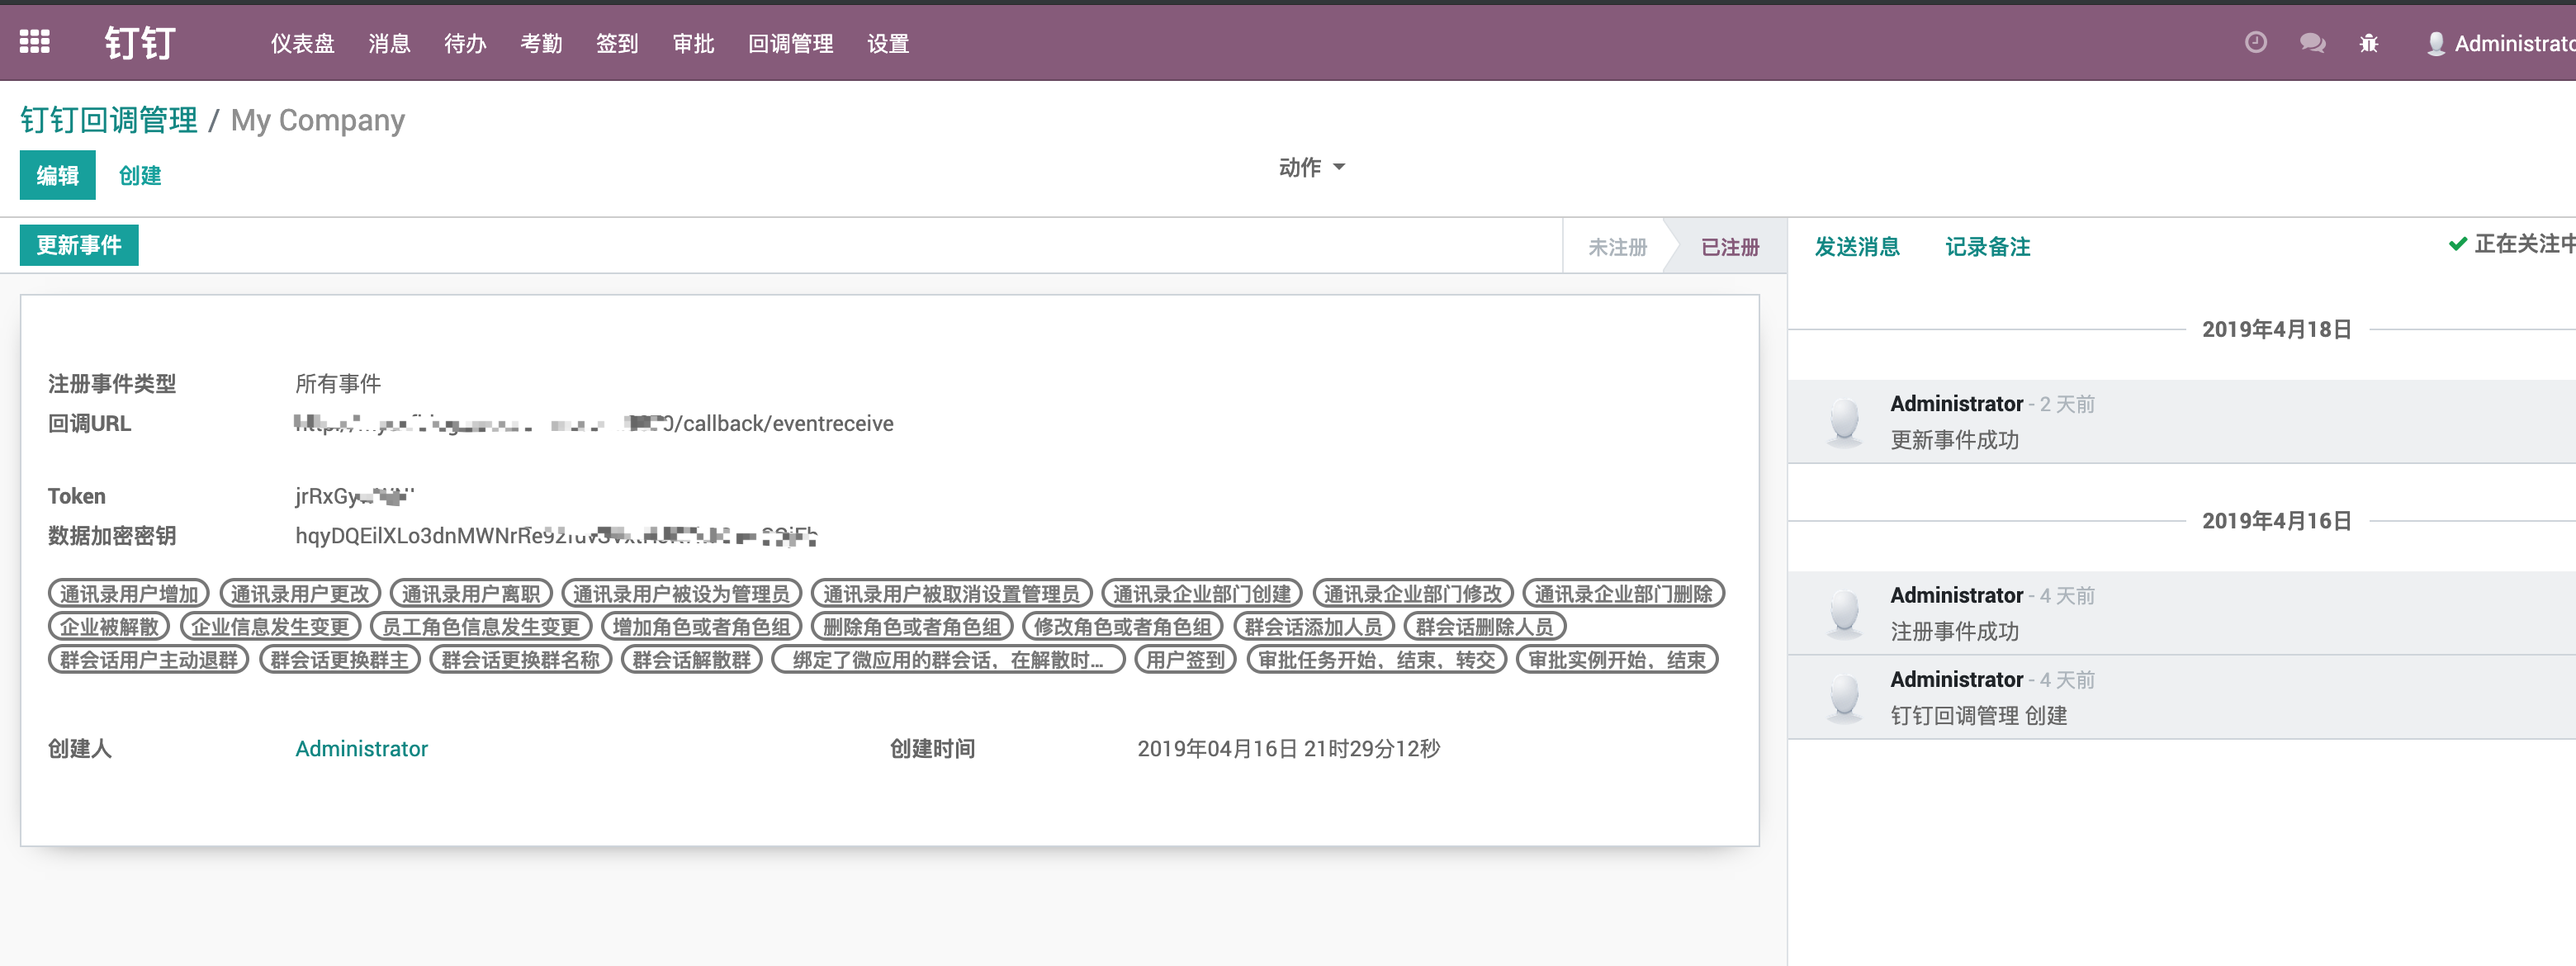 钉钉 仪表盘 消息 待办 考勤 签到 审批 回调管理 设置
钉钉回调管理 / My Company
编辑 创建
动作
更新事件
未注册 已注册
发送消息 记录备注
正在关注中
注册事件类型 所有事件
回调URL /callback/eventreceive
Token
数据加密密钥
通讯录用户增加 通讯录用户更改 通讯录用户离职 通讯录用户被设为管理员 通讯录用户被取消设置管理员 通讯录企业部门创建 通讯录企业部门修改 通讯录企业部门删除
企业被解散 企业信息发生变更 员工角色信息发生变更 增加角色或者角色组 删除角色或者角色组 修改角色或者角色组 群会话添加人员 群会话删除人员
群会话用户主动退群 群会话更换群主 群会话更换群名称 群会话解散群 绑定了微应用的群会话，在解散时... 用户签到 审批任务开始，结束，转交 审批实例开始，结束
创建人 Administrator 创建时间 2019年04月16日 21时29分12秒
2019年4月18日
Administrator - 2 天前
更新事件成功
2019年4月16日
Administrator - 4 天前
注册事件成功
Administrator - 4 天前
钉钉回调管理 创建